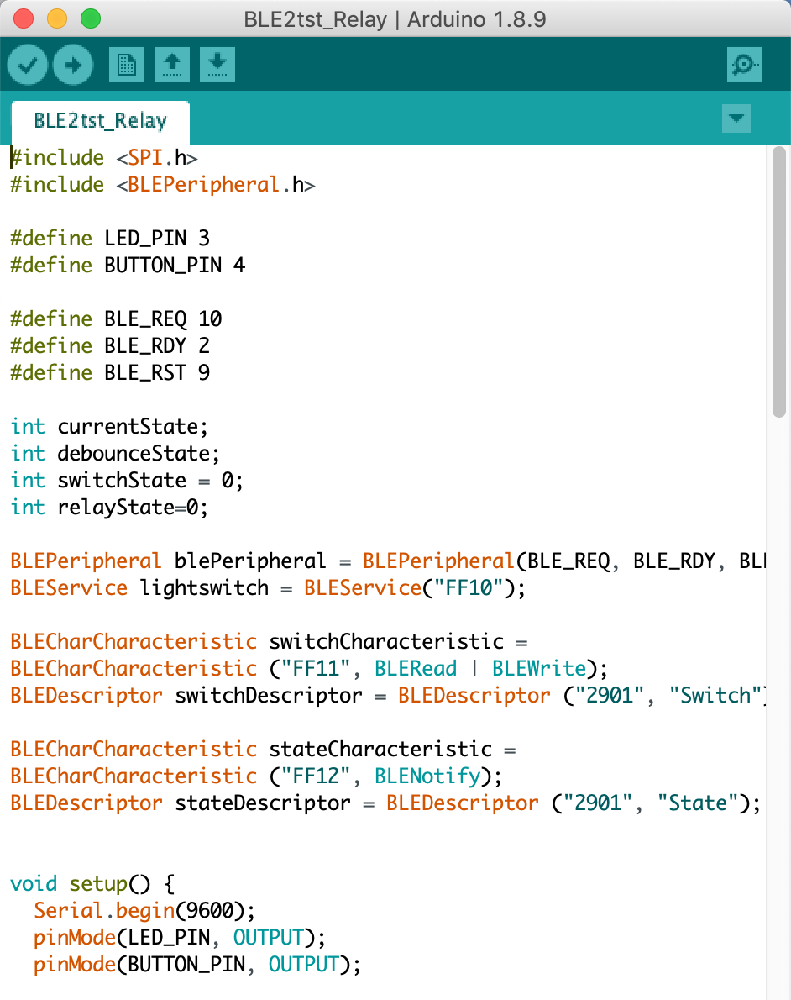 BLE2tst_Relay | Arduino 1.8.9
BLE2tst_Relay
#include <SPI.h>
#include <BLEPeripheral.h>
#define LED_PIN 3
#define BUTTON_PIN 4
#define BLE_REQ 10
#define BLE_RDY 2
#define BLE_RST 9
int currentState;
int debounceState;
int switchState = 0;
int relayState=0;
BLEPeripheral blePeripheral = BLEPeripheral(BLE_REQ, BLE_RDY, BL
BLEService lightswitch = BLEService("FF10");
BLECharCharacteristic switchCharacteristic =
BLECharCharacteristic ("FF11", BLERead | BLEWrite);
BLEDescriptor switchDescriptor = BLEDescriptor ("2901", "Switch")
BLECharCharacteristic stateCharacteristic =
BLECharCharacteristic ("FF12", BLENotify);
BLEDescriptor stateDescriptor = BLEDescriptor ("2901", "State");
void setup() {
Serial.begin(9600);
pinMode(LED_PIN, OUTPUT);
pinMode(BUTTON_PIN, OUTPUT);